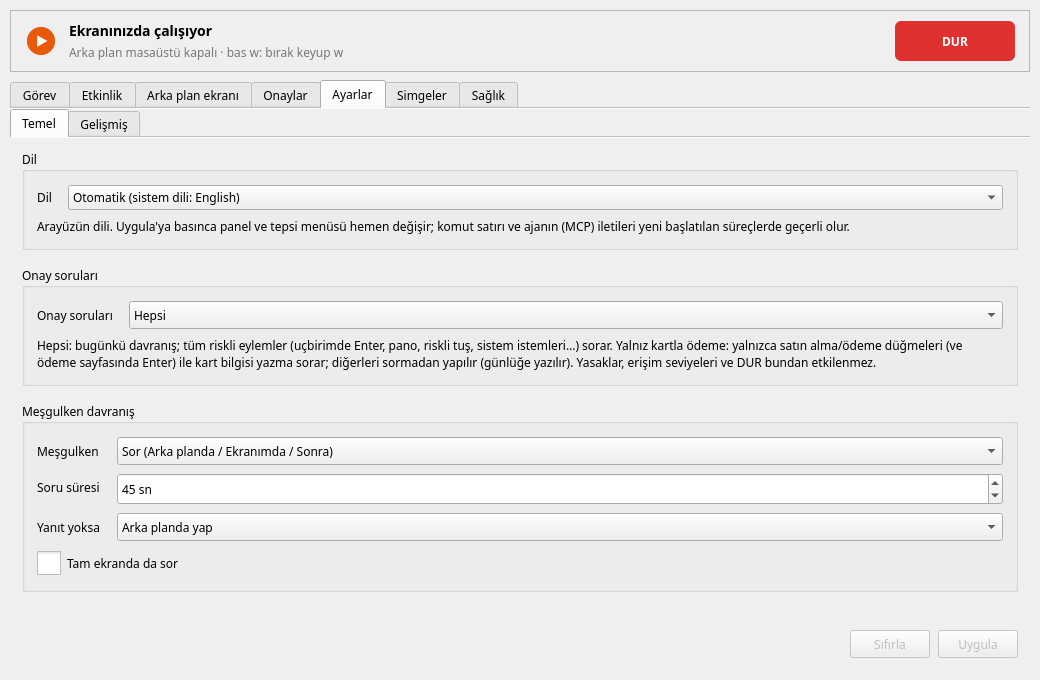 Ekranınızda çalışıyor
Arka plan masaüstü kapalı · bas w: bırak keyup w
DUR
Görev
Etkinlik
Arka plan ekranı
Onaylar
Ayarlar
Simgeler
Sağlık
Temel
Gelişmiş
Dil
Dil
Otomatik (sistem dili: English)
Arayüzün dili. Uygula'ya basınca panel ve tepsi menüsü hemen değişir; komut satırı ve ajanın (MCP) iletileri yeni başlatılan süreçlerde geçerli olur.
Onay soruları
Onay soruları
Hepsi
Hepsi: bugünkü davranış; tüm riskli eylemler (uçbirimde Enter, pano, riskli tuş, sistem istemleri…) sorar. Yalnız kartla ödeme: yalnızca satın alma/ödeme düğmeleri (ve
ödeme sayfasında Enter) ile kart bilgisi yazma sorar; diğerleri sormadan yapılır (günlüğe yazılır). Yasaklar, erişim seviyeleri ve DUR bundan etkilenmez.
Meşgulken davranış
Meşgulken
Sor (Arka planda / Ekranımda / Sonra)
Soru süresi
45 sn
Yanıt yoksa
Arka planda yap
Tam ekranda da sor
Sıfırla
Uygula